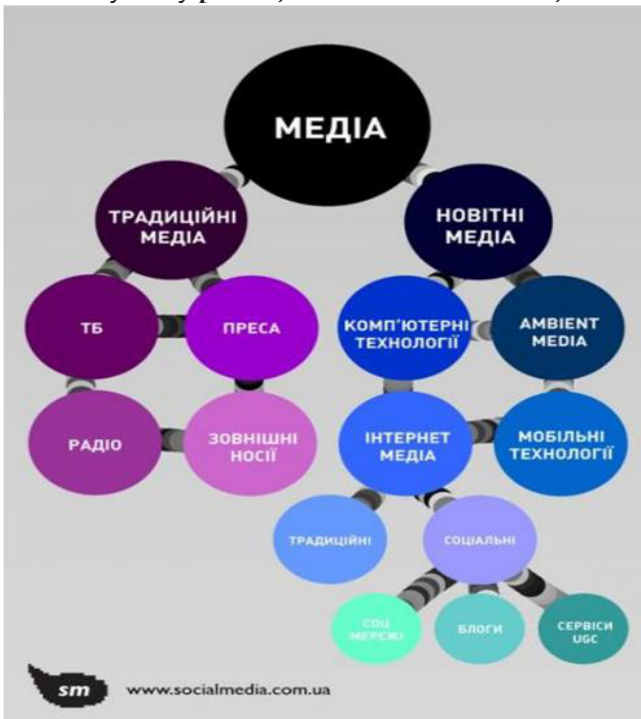 МЕДІА
ТРАДИЦІЙНІ
МЕДІА
НОВІТНІ
МЕДІА
ТБ
ПРЕСА
КОМП'ЮТЕРНІ
ТЕХНОЛОГІЇ
AMBIENT
MEDIA
РАДІО
ЗОВНІШНІ
НОСІЇ
ІНТЕРНЕТ
МЕДІА
МОБІЛЬНІ
ТЕХНОЛОГІЇ
ТРАДИЦІЙНІ
СОЦІАЛЬНІ
СОЦ
МЕРЕЖІ
БЛОГИ
СЕРВІСИ
UGC
sm
www.socialmedia.com.ua